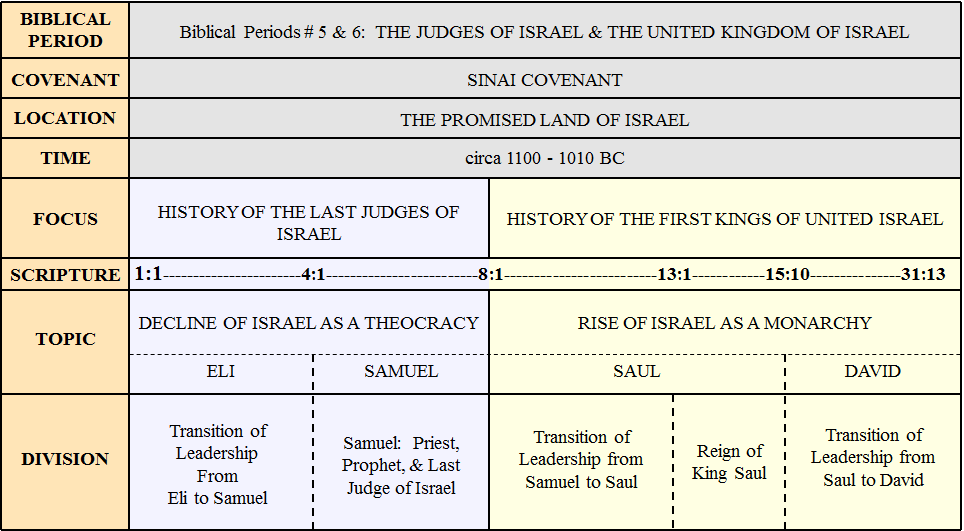 BIBLICAL
PERIOD
Biblical Periods # 5 & 6: THE JUDGES OF ISRAEL & THE UNITED KINGDOM OF ISRAEL
COVENANT
SINAI COVENANT
LOCATION
THE PROMISED LAND OF ISRAEL
TIME
circa 1100 - 1010 BC
FOCUS
HISTORY OF THE LAST JUDGES OF
ISRAEL
HISTORY OF THE FIRST KINGS OF UNITED ISRAEL
SCRIPTURE
1:1-----------------------4:1-------------------------8:1--------------------------13:1------------15:10---------------31:13
TOPIC
DECLINE OF ISRAEL AS A THEOCRACY
RISE OF ISRAEL AS A MONARCHY
ELI
SAMUEL
SAUL
DAVID
DIVISION
Transition of
Leadership
From
Eli to Samuel
Samuel: Priest,
Prophet, & Last
Judge of Israel
Transition of
Leadership from
Samuel to Saul
Reign of
King Saul
Transition of
Leadership from
Saul to David